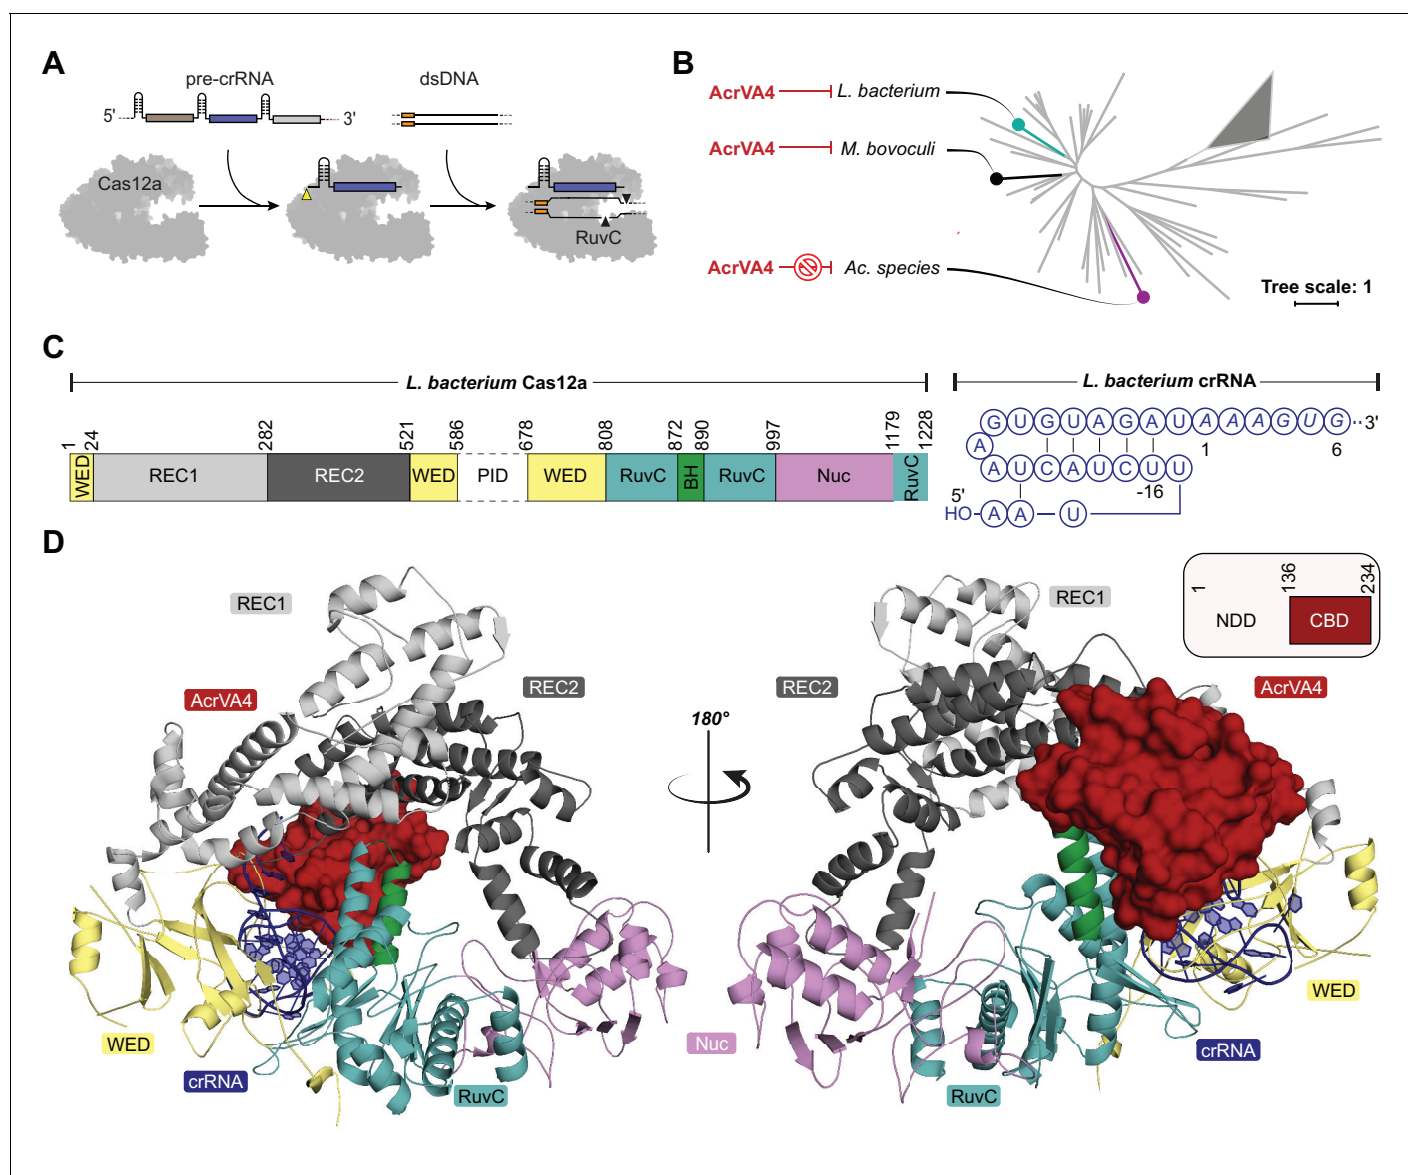 A
pre-crRNA
dsDNA
5'
3'
Cas12a
RuvC
B
AcrVA4
L. bacterium
AcrVA4
M. bovoculi
AcrVA4
Ac. species
Tree scale: 1
C
L. bacterium Cas12a
1
24
282
521
586
678
808
872
890
997
1179
1228
WED
REC1
REC2
WED
PID
WED
RuvC
BH
RuvC
Nuc
RuvC
L. bacterium crRNA
G U G U A G A U A A A G U G 3'
A
1
6
A U C A U C U U
-16
5'
HO A A U
D
REC1
AcrVA4
REC2
WED
crRNA
RuvC
180°
REC1
REC2
AcrVA4
1
136
234
NDD
CBD
WED
Nuc
crRNA
RuvC